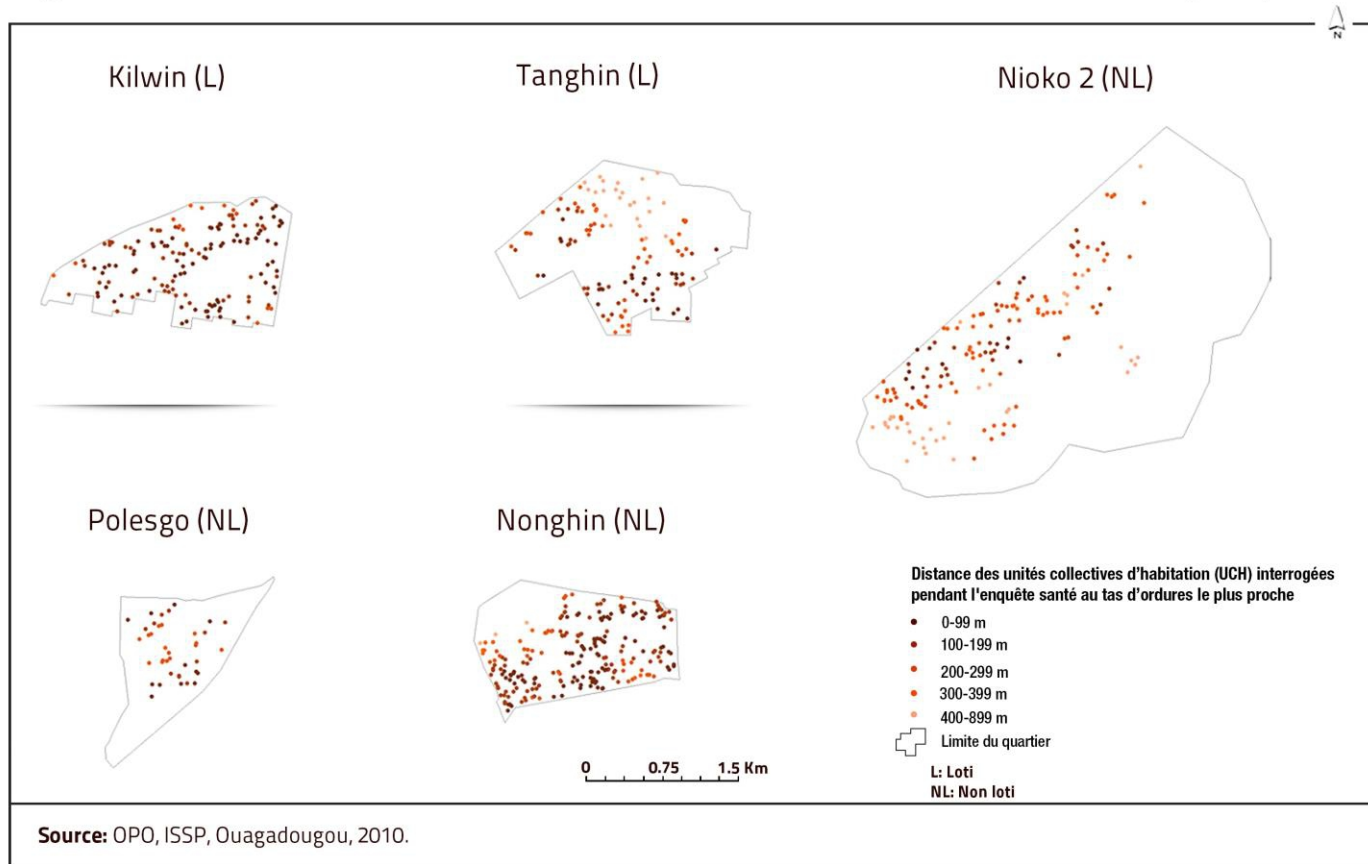 N
Kilwin (L)
Tanghin (L)
Nioko 2 (NL)
Polesgo (NL)
Nonghin (NL)
Distance des unités collectives d'habitation (UCH) interrogées
pendant l'enquête santé au tas d'ordures le plus proche
0-99 m
100-199 m
200-299 m
300-399 m
400-899 m
Limite du quartier
L: Loti
NL: Non loti
0 0.75 1.5 Km
Source: OPO, ISSP, Ouagadougou, 2010.